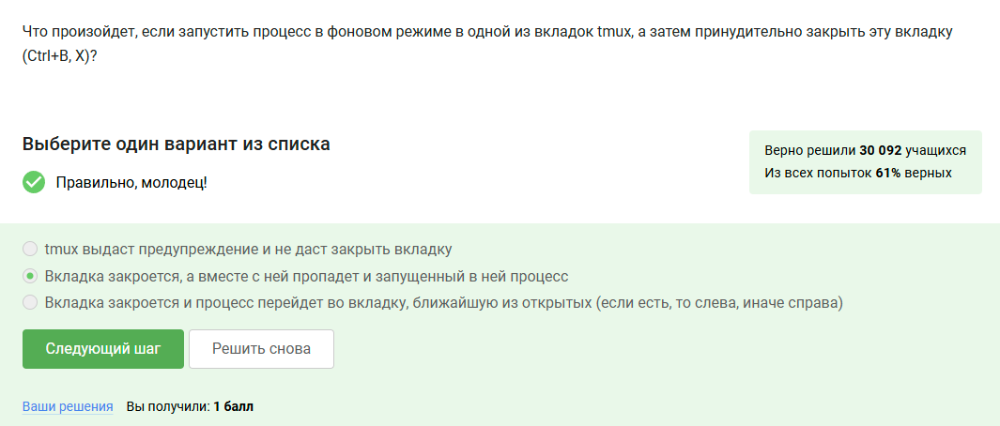 Что произойдет, если запустить процесс в фоновом режиме в одной из вкладок tmux, а затем принудительно закрыть эту вкладку
(Ctrl+B, X)?
Выберите один вариант из списка
Правильно, молодец!
Верно решили 30 092 учащихся
Из всех попыток 61% верных
tmux выдаст предупреждение и не даст закрыть вкладку
Вкладка закроется, а вместе с ней пропадет и запущенный в ней процесс
Вкладка закроется и процесс перейдет во вкладку, ближайшую из открытых (если есть, то слева, иначе справа)
Следующий шаг
Решить снова
Ваши решения Вы получили: 1 балл